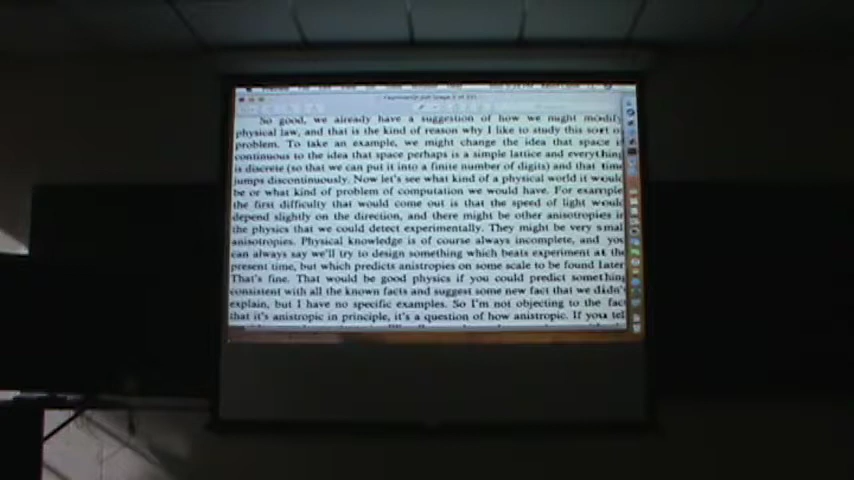 So good, we already have a suggestion of how we might modify
physical law, and that is the kind of reason why I like to study this sort o
problem. To take an example, we might change the idea that space i
continuous to the idea that space perhaps is a simple lattice and everything
is discrete (so that we can put it into a finite number of digits) and that time
jumps discontinuously. Now let's see what kind of a physical world it would
be or what kind of problem of computation we would have. For example
the first difficulty that would come out is that the speed of light would
depend slightly on the direction, and there might be other anisotropies i
the physics that we could detect experimentally. They might be very smal
anisotropies. Physical knowledge is of course always incomplete, and you
can always say we'll try to design something which beats experiment at the
present time, but which predicts anistropies on some scale to be found later
That's fine. That would be good physics if you could predict something
consistent with all the known facts and suggest some new fact that we didn't
explain, but I have no specific examples. So I'm not objecting to the fac
that it's anistropic in principle, it's a question of how anistropic. If you tel